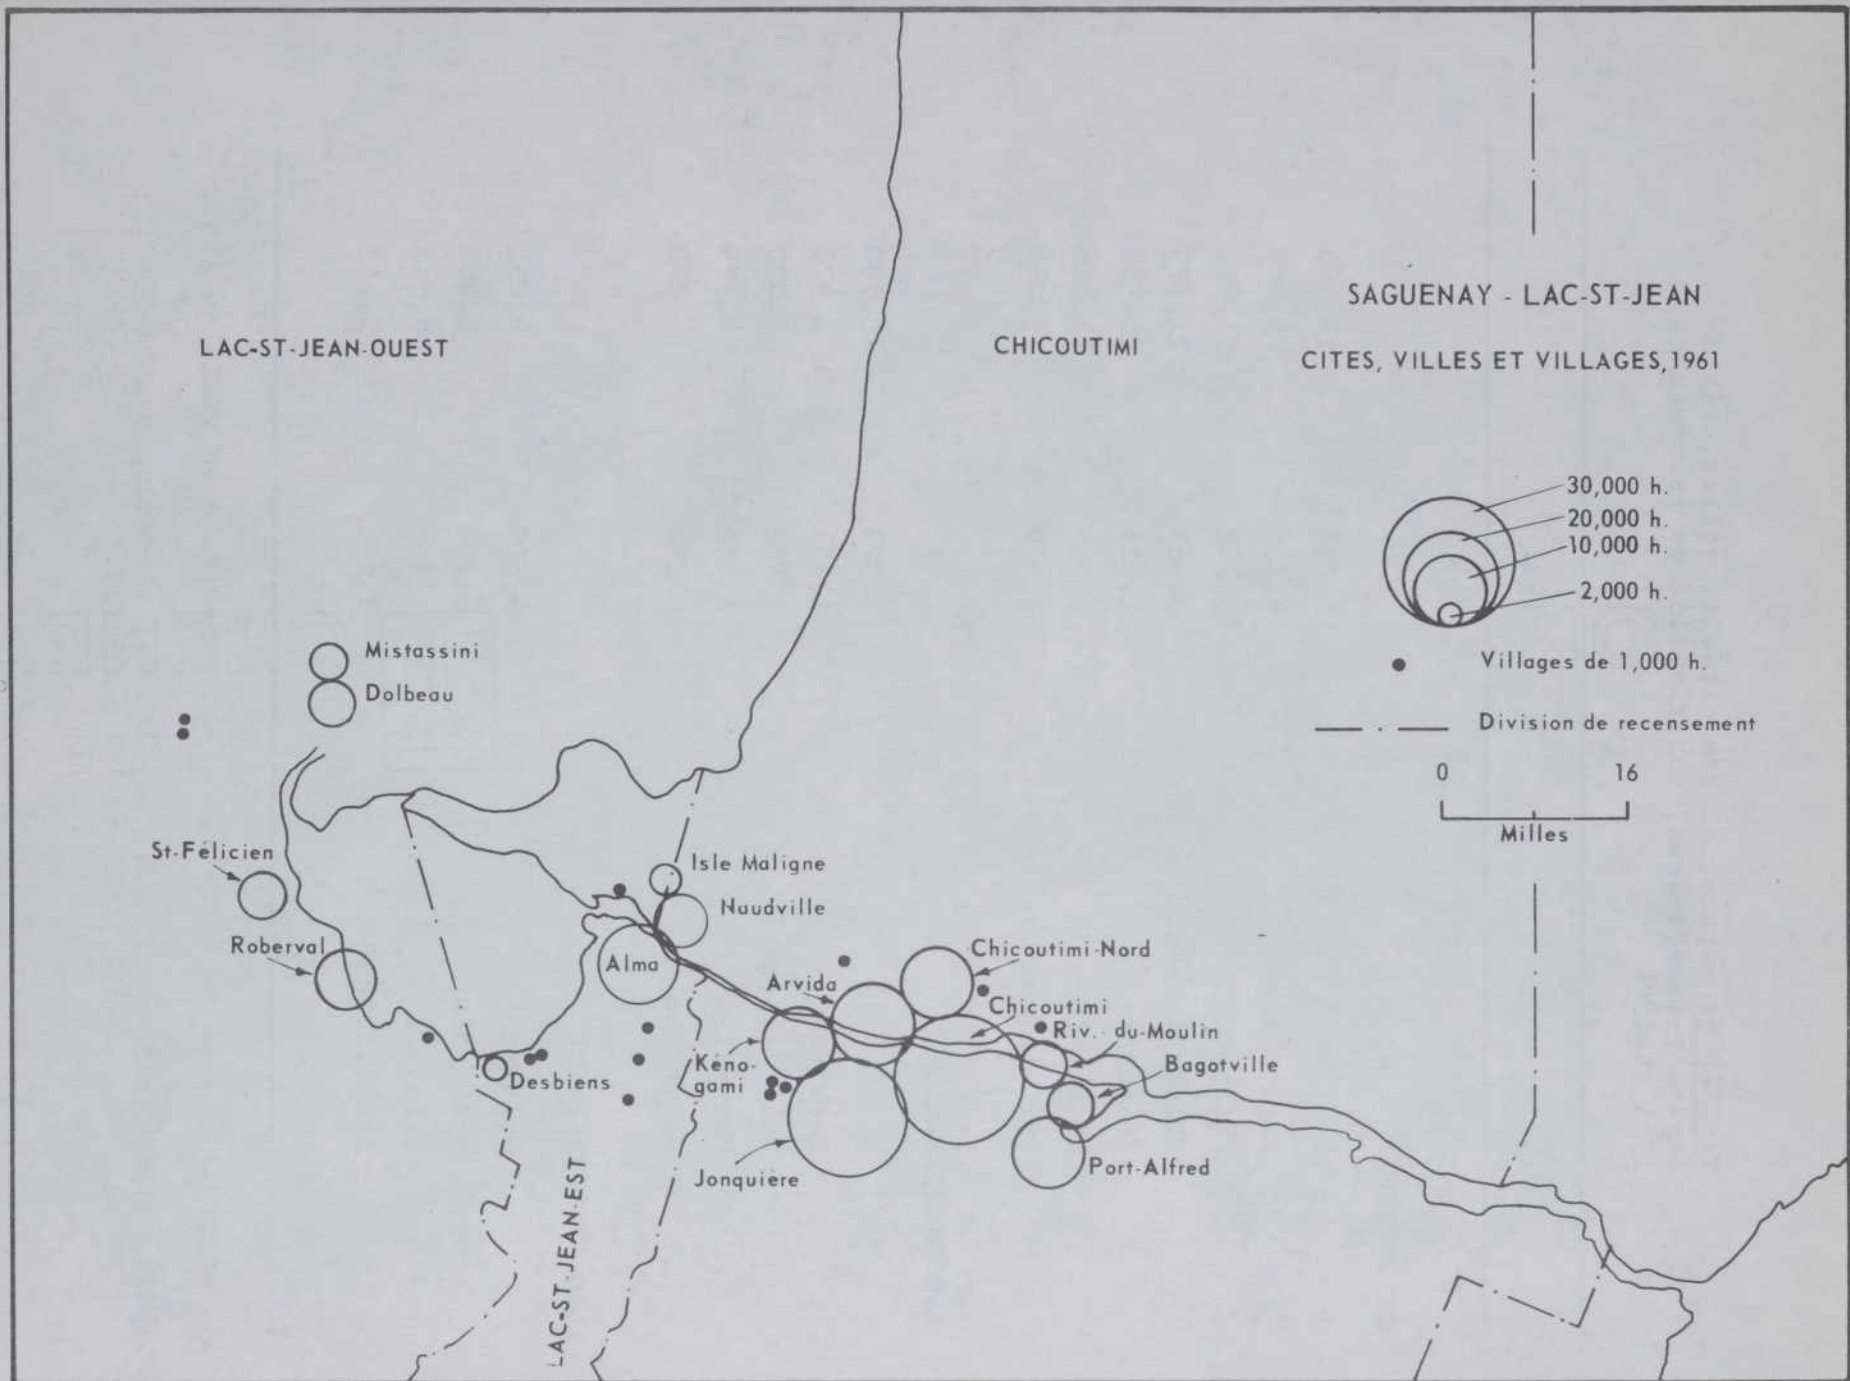 SAGUENAY - LAC-ST-JEAN
CITES, VILLES ET VILLAGES, 1961
LAC-ST-JEAN-OUEST
CHICOUTIMI
30,000 h.
20,000 h.
10,000 h.
2,000 h.
Villages de 1,000 h.
Division de recensement
0 16
Milles
Mistassini
Dolbeau
St-Félicien
Roberval
Isle Maligne
Naudville
Alma
Desbiens
Arvida
Chicoutimi-Nord
Chicoutimi
Riv. du-Moulin
Bagotville
Kéno-
gami
Jonquière
Port-Alfred
LAC-ST-JEAN-EST